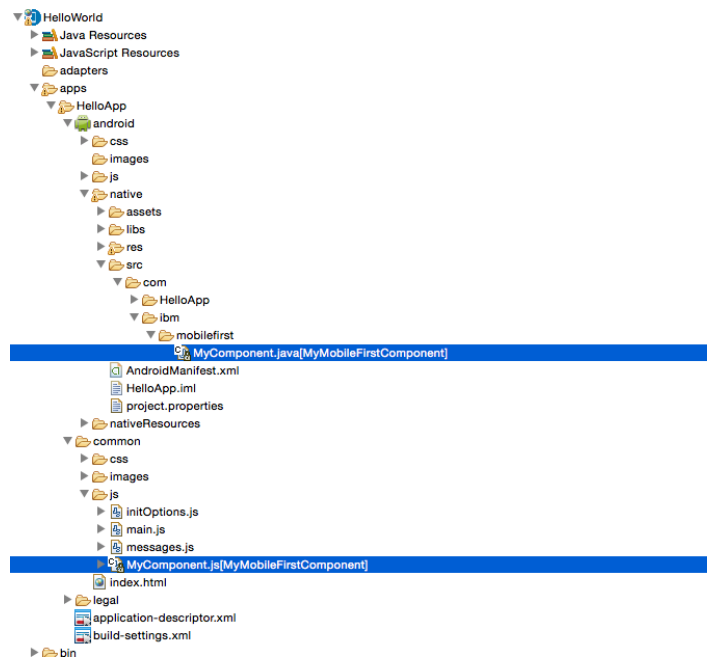 HelloWorld
Java Resources
JavaScript Resources
adapters
apps
HelloApp
android
css
images
js
native
assets
libs
res
src
com
HelloApp
ibm
mobilefirst
MyComponent.java[MyMobileFirstComponent]
AndroidManifest.xml
HelloApp.iml
project.properties
nativeResources
common
css
images
js
initOptions.js
main.js
messages.js
MyComponent.js[MyMobileFirstComponent]
index.html
legal
application-descriptor.xml
build-settings.xml
bin